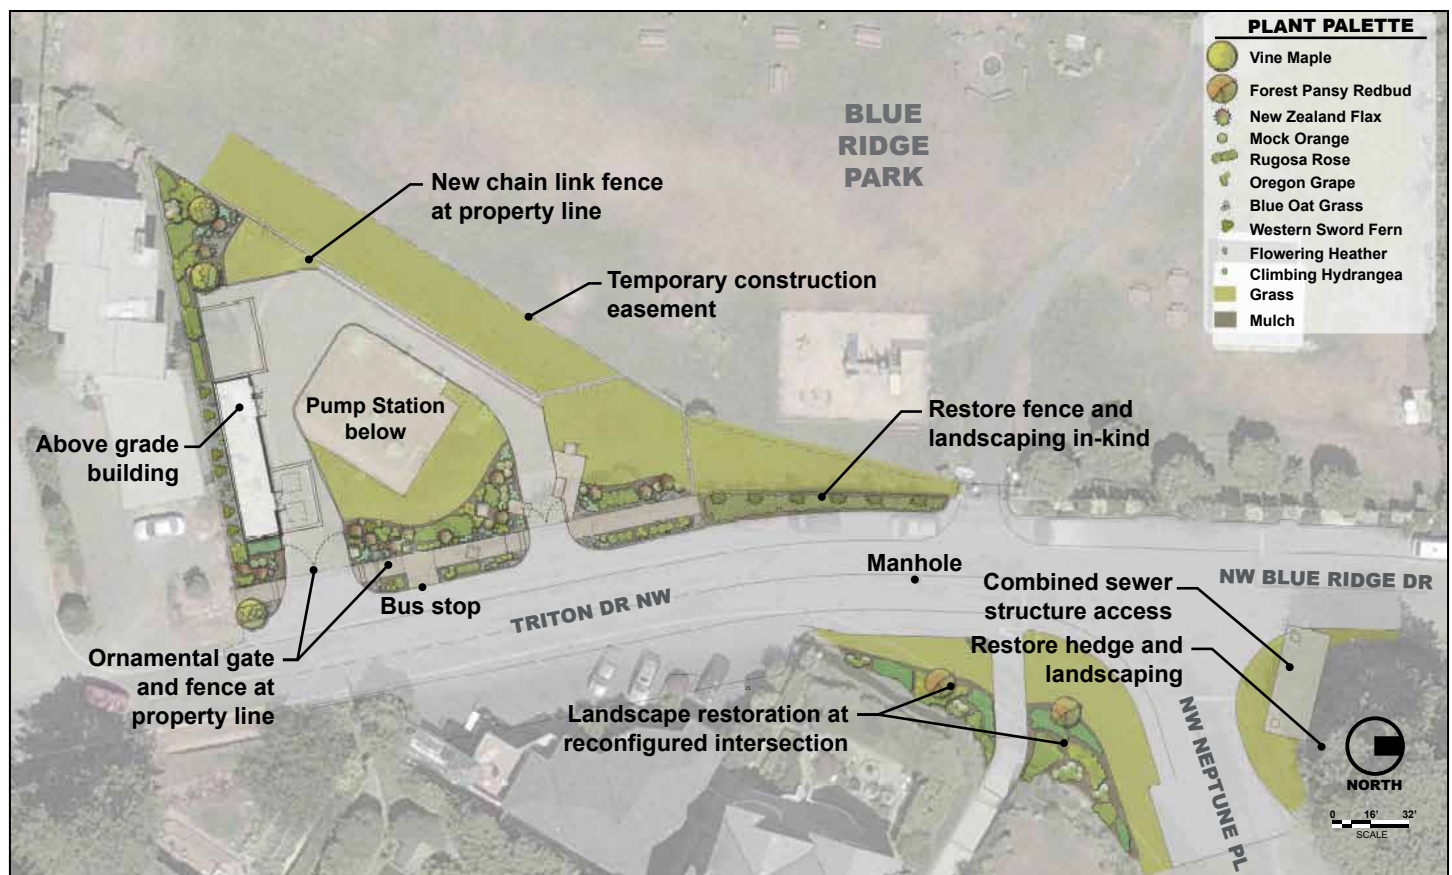 PLANT PALETTE
Vine Maple
Forest Pansy Redbud
New Zealand Flax
Mock Orange
Rugosa Rose
Oregon Grape
Blue Oat Grass
Western Sword Fern
Flowering Heather
Climbing Hydrangea
Grass
Mulch
BLUE
RIDGE
PARK
New chain link fence
at property line
Temporary construction
easement
Pump Station
below
Restore fence and
landscaping in-kind
Above grade
building
Manhole
NW BLUE RIDGE DR
Combined sewer
structure access
Bus stop
TRITON DR NW
Restore hedge and
landscaping
Ornamental gate
and fence at
property line
Landscape restoration at
reconfigured intersection
NW NEPTUNE PL
NORTH
0 16' 32'
SCALE
25